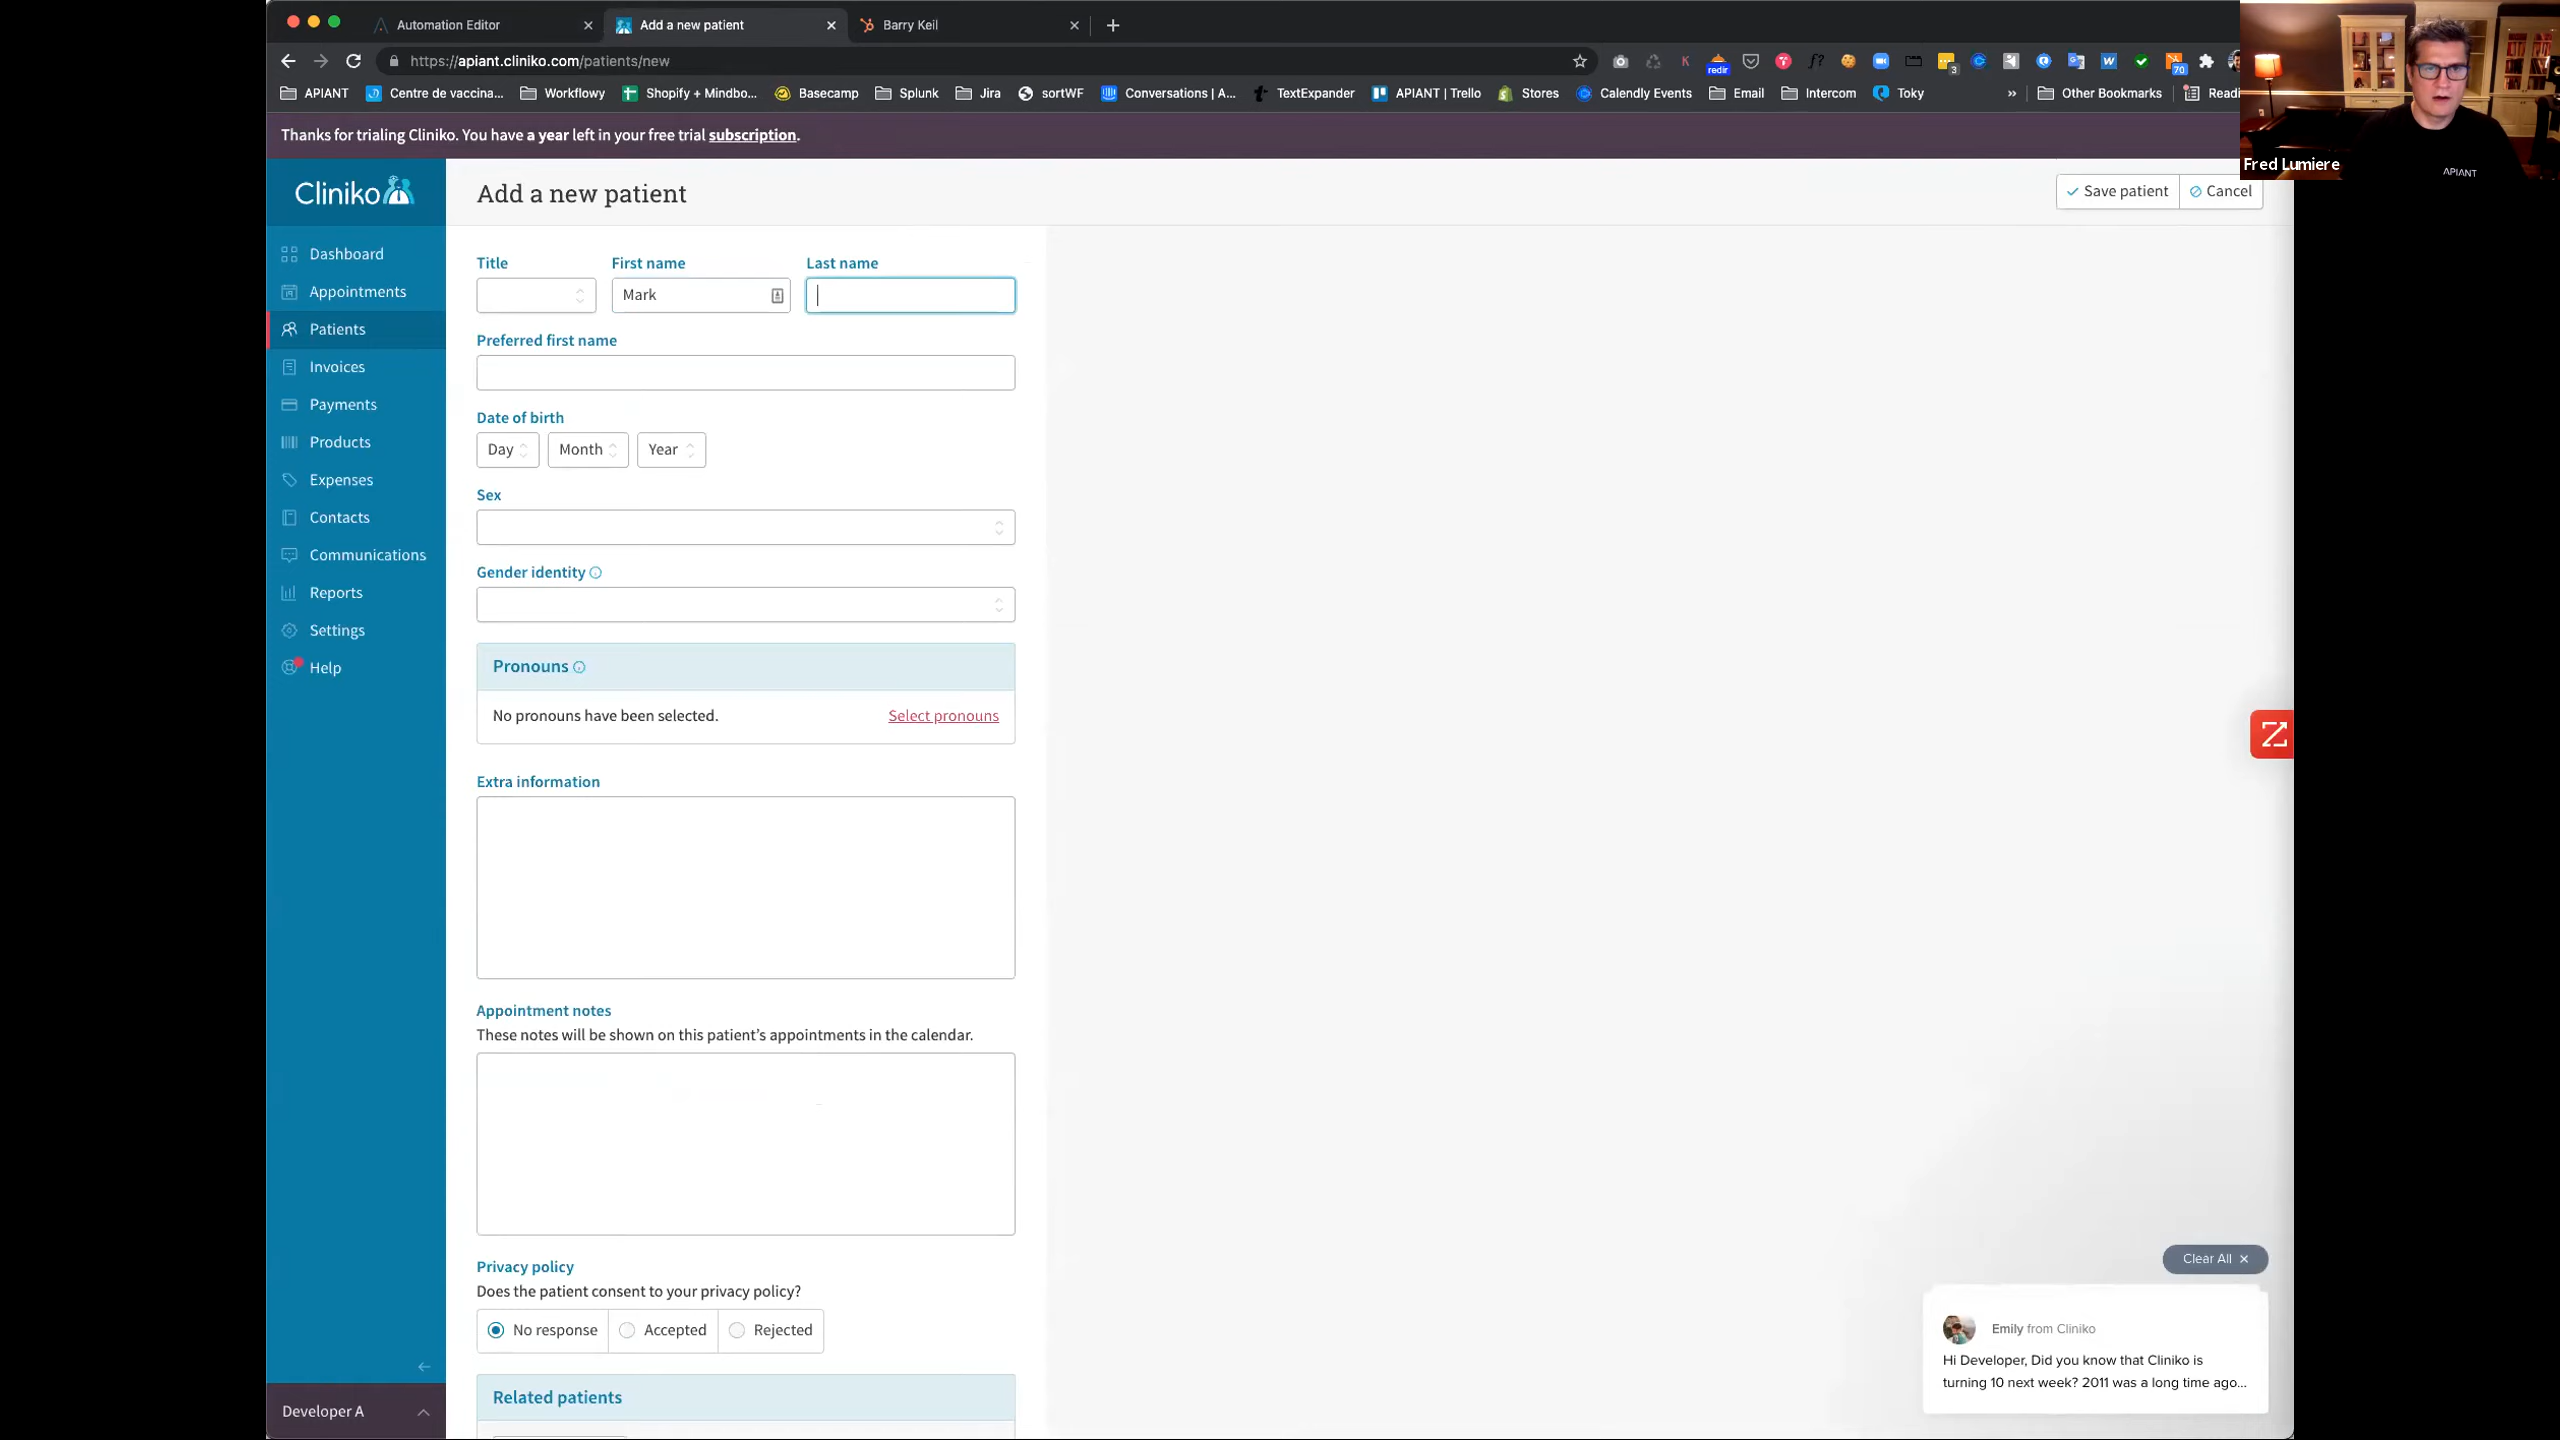 Automation Editor
Add a new patient
Barry Keil
https://apiant.cliniko.com/patients/new
redir
3
70
APIANT
Centre de vaccina...
Workflowy
Shopify + Mindbo...
Basecamp
Splunk
Jira
sortWF
Conversations | A...
TextExpander
APIANT | Trello
Stores
Calendly Events
Email
Intercom
Toky
»
Other Bookmarks
Readi
Fred Lumiere
APIANT
Thanks for trialing Cliniko. You have a year left in your free trial subscription.
Cliniko
Add a new patient
Save patient
Cancel
Dashboard
Appointments
Patients
Invoices
Payments
Products
Expenses
Contacts
Communications
Reports
Settings
Help
Developer A
Title
First name
Last name
Mark
Preferred first name
Date of birth
Day
Month
Year
Sex
Gender identity
Pronouns
No pronouns have been selected.
Select pronouns
Extra information
Appointment notes
These notes will be shown on this patient's appointments in the calendar.
Privacy policy
Does the patient consent to your privacy policy?
No response
Accepted
Rejected
Related patients
Clear All
Emily from Cliniko
Hi Developer, Did you know that Cliniko is
turning 10 next week? 2011 was a long time ago...